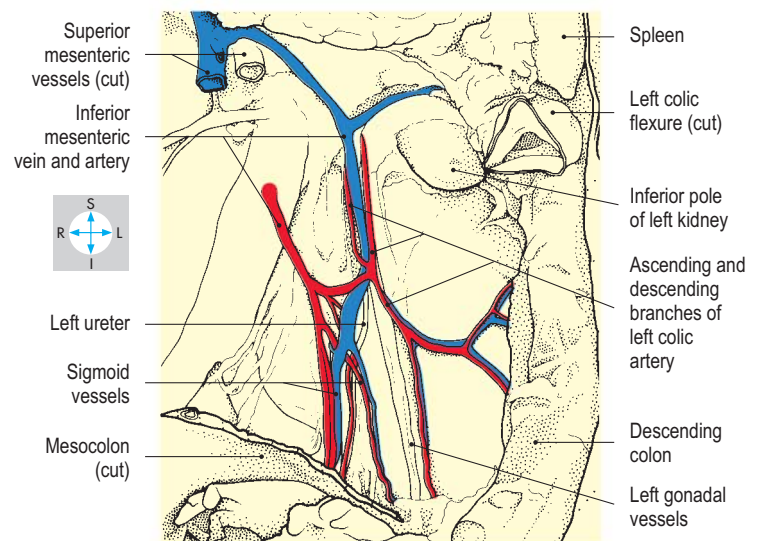 Superior
mesenteric
vessels (cut)
Inferior
mesenteric
vein and artery
S
R
L
I
Left ureter
Sigmoid
vessels
Mesocolon
(cut)
Spleen
Left colic
flexure (cut)
Inferior pole
of left kidney
Ascending and
descending
branches of
left colic
artery
Descending
colon
Left gonadal
vessels